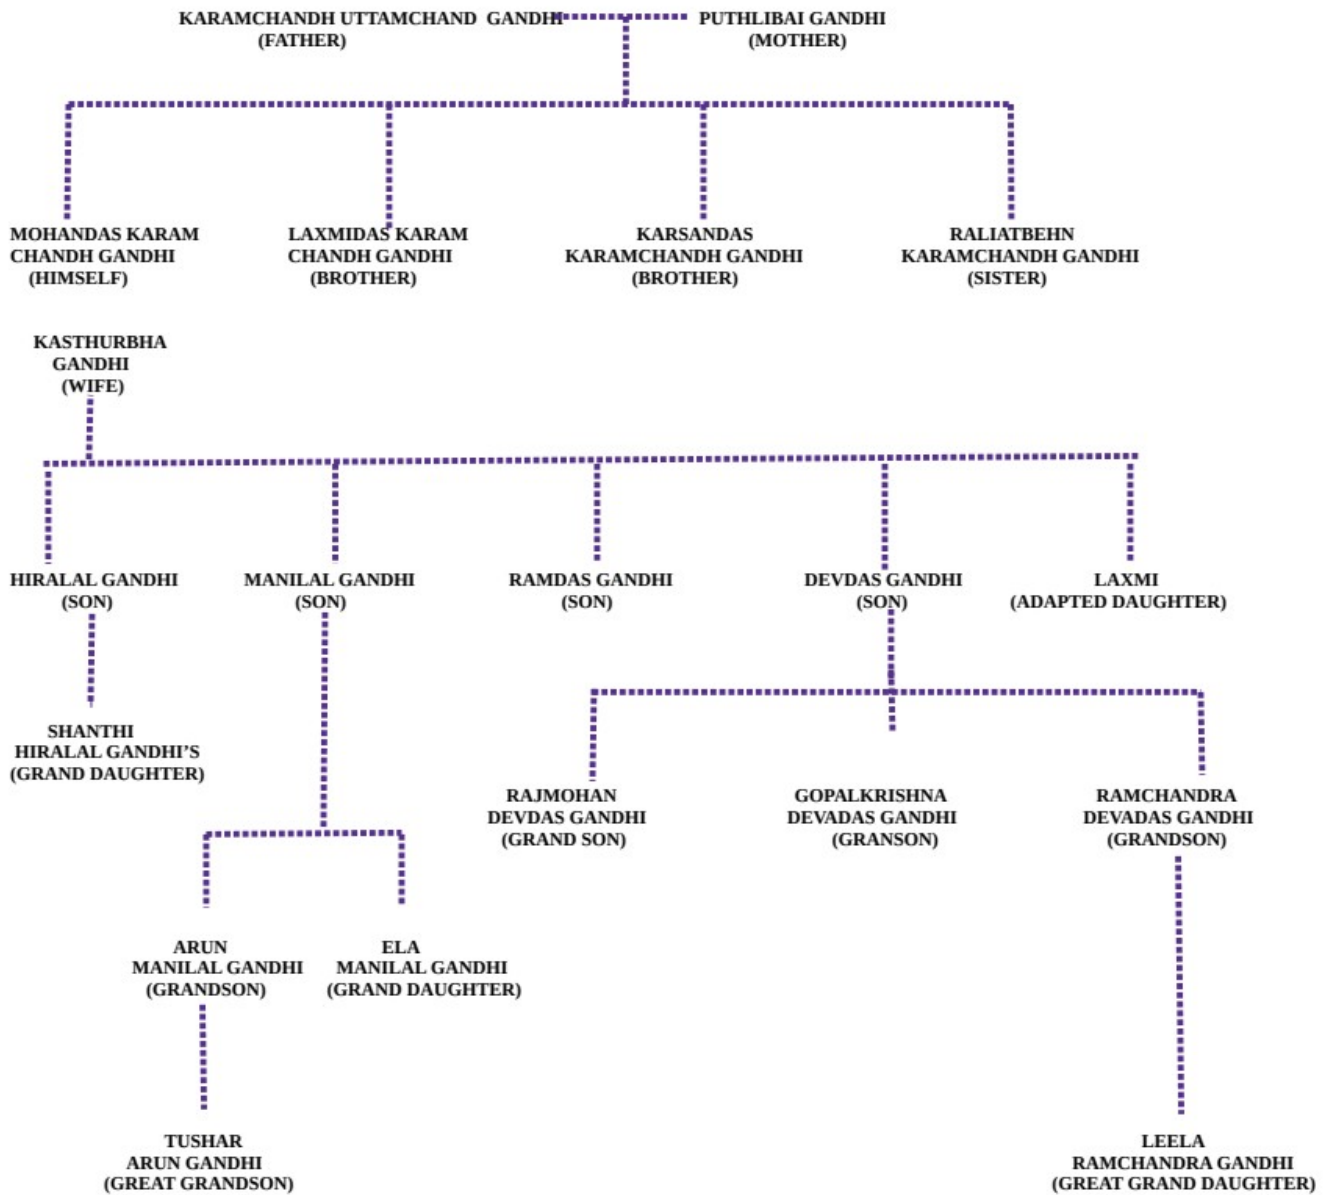 KARAMCHANDH UTTAMCHAND GANDHI
(FATHER)
PUTHLIBAI GANDHI
(MOTHER)
MOHANDAS KARAM
CHANDH GANDHI
(HIMSELF)
LAXMIDAS KARAM
CHANDH GANDHI
(BROTHER)
KARSANDAS
KARAMCHANDH GANDHI
(BROTHER)
RALIATBEHN
KARAMCHANDH GANDHI
(SISTER)
KASTHURBHA
GANDHI
(WIFE)
HIRALAL GANDHI
(SON)
MANILAL GANDHI
(SON)
RAMDAS GANDHI
(SON)
DEVDAS GANDHI
(SON)
LAXMI
(ADAPTED DAUGHTER)
SHANTHI
HIRALAL GANDHI’S
(GRAND DAUGHTER)
RAJMOHAN
DEVDAS GANDHI
(GRAND SON)
GOPALKRISHNA
DEVADAS GANDHI
(GRANSON)
RAMCHANDRA
DEVADAS GANDHI
(GRANDSON)
ARUN
MANILAL GANDHI
(GRANDSON)
ELA
MANILAL GANDHI
(GRAND DAUGHTER)
TUSHAR
ARUN GANDHI
(GREAT GRANDSON)
LEELA
RAMCHANDRA GANDHI
(GREAT GRAND DAUGHTER)